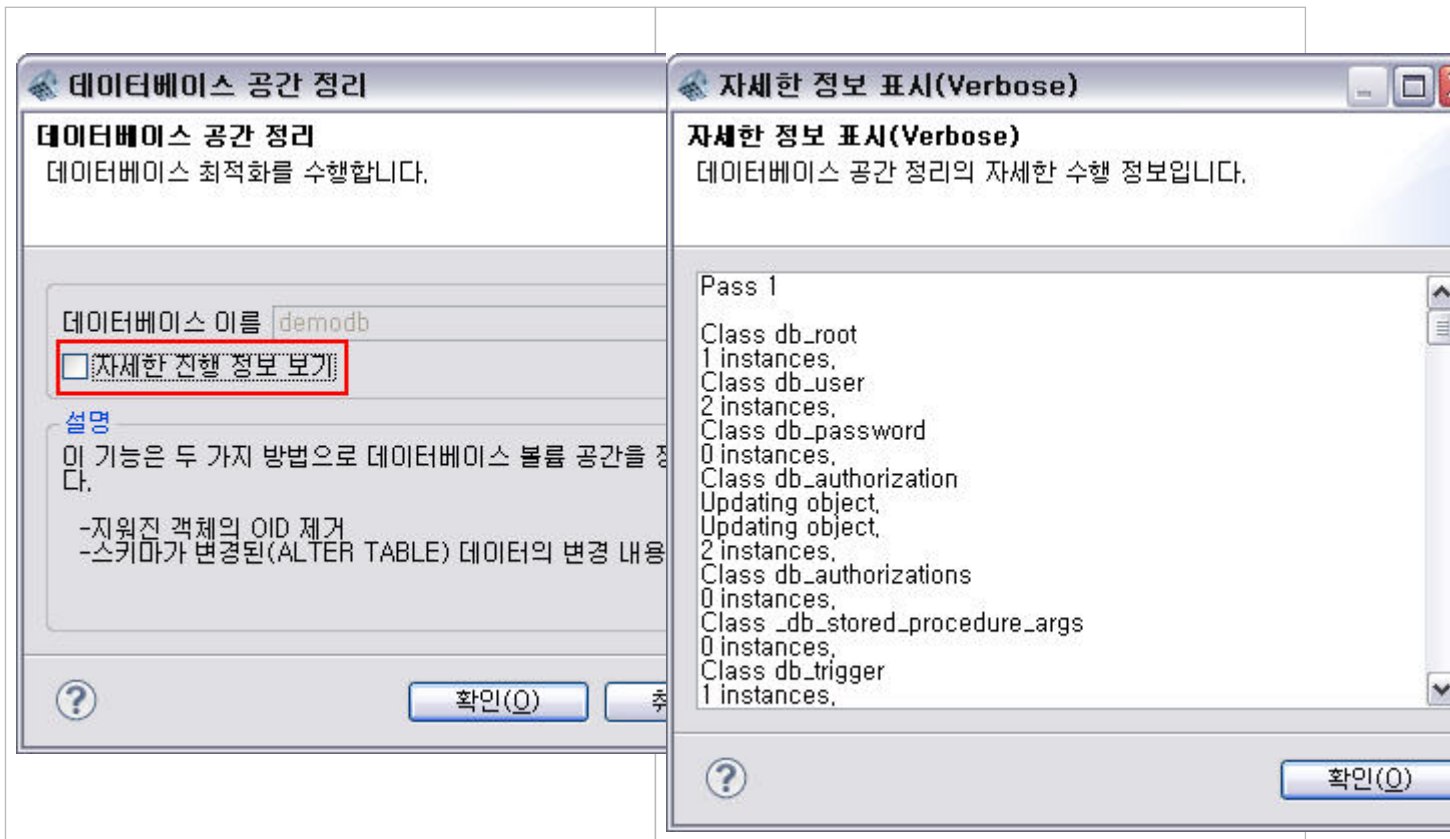 데이터베이스 공간 정리
데이터베이스 공간 정리
데이터베이스 최적화를 수행합니다.
데이터베이스 이름 demodb
자세한 진행 정보 보기
설명
이 기능은 두 가지 방법으로 데이터베이스 볼륨 공간을
다.
-지워진 객체의 OID 제거
-스키마가 변경된(ALTER TABLE) 데이터의 변경 내용
확인(O)
자세한 정보 표시(Verbose)
자세한 정보 표시(Verbose)
데이터베이스 공간 정리의 자세한 수행 정보입니다.
Pass 1
Class db_root
1 instances.
Class db_user
2 instances.
Class db_password
0 instances.
Class db_authorization
Updating object.
Updating object.
2 instances.
Class db_authorizations
0 instances.
Class _db_stored_procedure_args
0 instances.
Class db_trigger
1 instances.
확인(O)